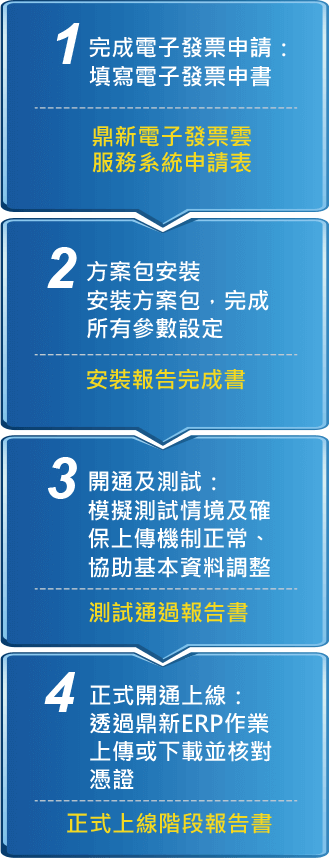 1
完成電子發票申請：
填寫電子發票申書
鼎新電子發票雲
服務系統申請表
2
方案包安裝
安裝方案包，完成
所有參數設定
安裝報告完成書
3
開通及測試：
模擬測試情境及確
保上傳機制正常、
協助基本資料調整
測試通過報告書
4
正式開通上線：
透過鼎新ERP作業
上傳或下載並核對
憑證
正式上線階段報告書